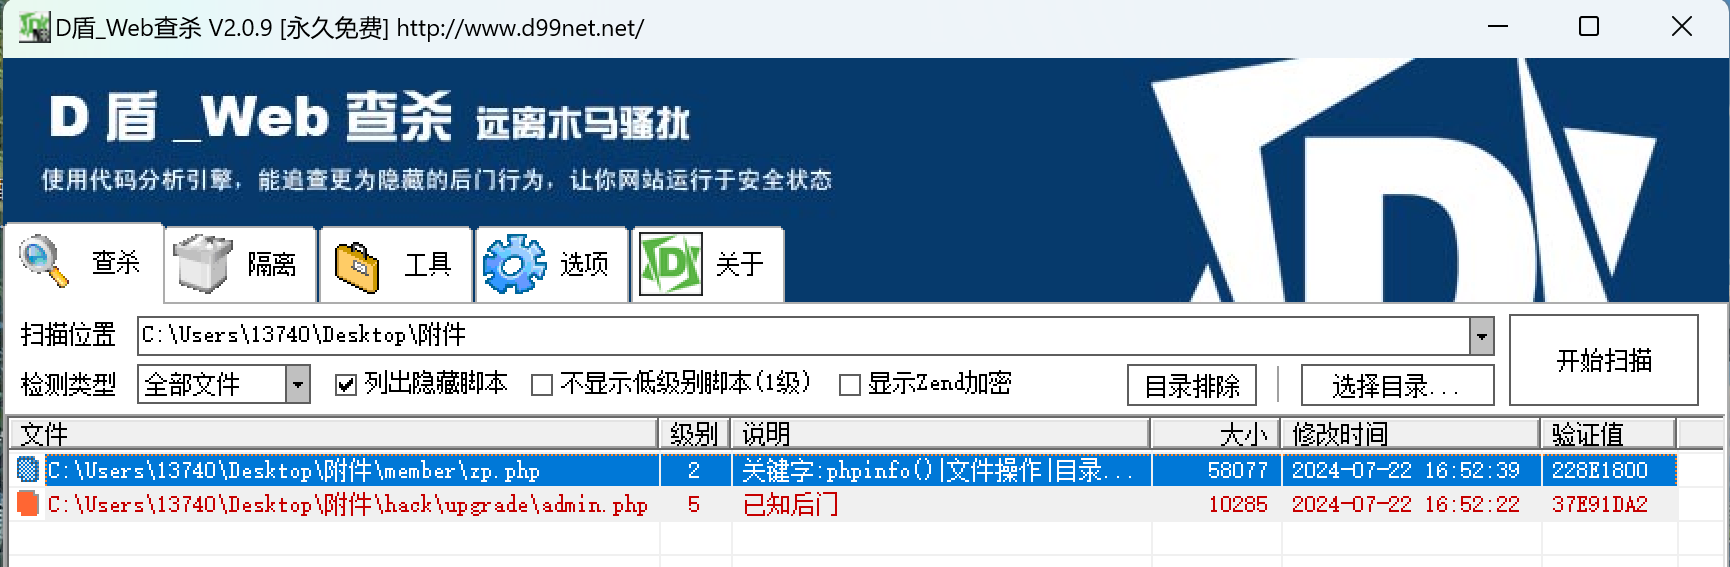 D盾_Web查杀 V2.0.9 [永久免费] http://www.d99net.net/
D 盾 _Web 查杀 远离木马骚扰
使用代码分析引擎，能追查更为隐藏的后门行为，让你网站运行于安全状态
查杀 隔离 工具 选项 关于
扫描位置 C:\Users\13740\Desktop\附件 开始扫描
检测类型 全部文件 列出隐藏脚本 不显示低级别脚本(1级) 显示Zend加密 目录排除 选择目录...
文件 级别 说明 大小 修改时间 验证值
C:\Users\13740\Desktop\附件\member\zp.php 2 关键字:phpinfo()|文件操作|目录... 58077 2024-07-22 16:52:39 228E1800
C:\Users\13740\Desktop\附件\hack\upgrade\admin.php 5 已知后门 10285 2024-07-22 16:52:22 37E91DA2